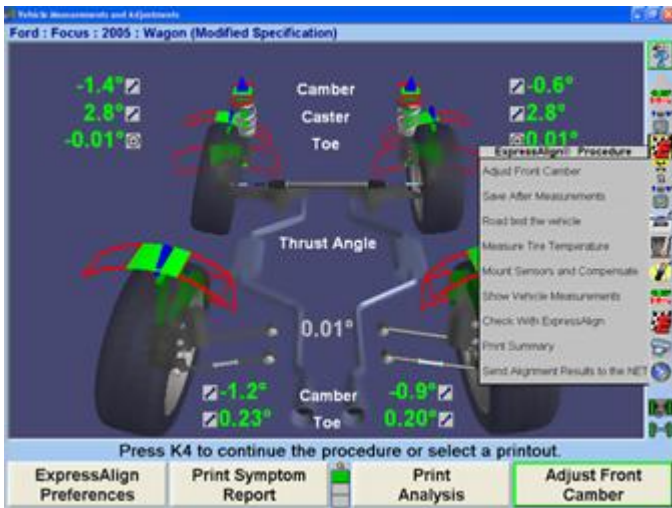 Vehicle Measurements and Adjustments
Ford : Focus : 2005 : Wagon (Modified Specification)
-1.4° Camber -0.6°
2.8° Caster 2.8°
-0.01° Toe 0.01°
ExpressAlign® Procedure
Adjust Front Camber
Save After Measurements
Road test the vehicle
Measure Tire Temperature
Mount Sensors and Compensate
Show Vehicle Measurements
Check With ExpressAlign
Print Summary
Send Alignment Results to the NET
Thrust Angle
0.01°
-1.2° Camber -0.9°
0.23° Toe 0.20°
Press K4 to continue the procedure or select a printout.
ExpressAlign Preferences
Print Symptom Report
Print Analysis
Adjust Front Camber